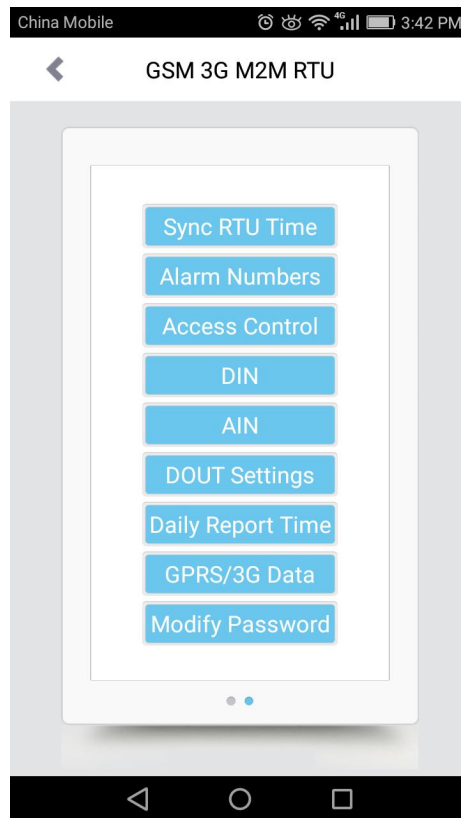 China Mobile 4G 3:42 PM
GSM 3G M2M RTU
Sync RTU Time
Alarm Numbers
Access Control
DIN
AIN
DOUT Settings
Daily Report Time
GPRS/3G Data
Modify Password